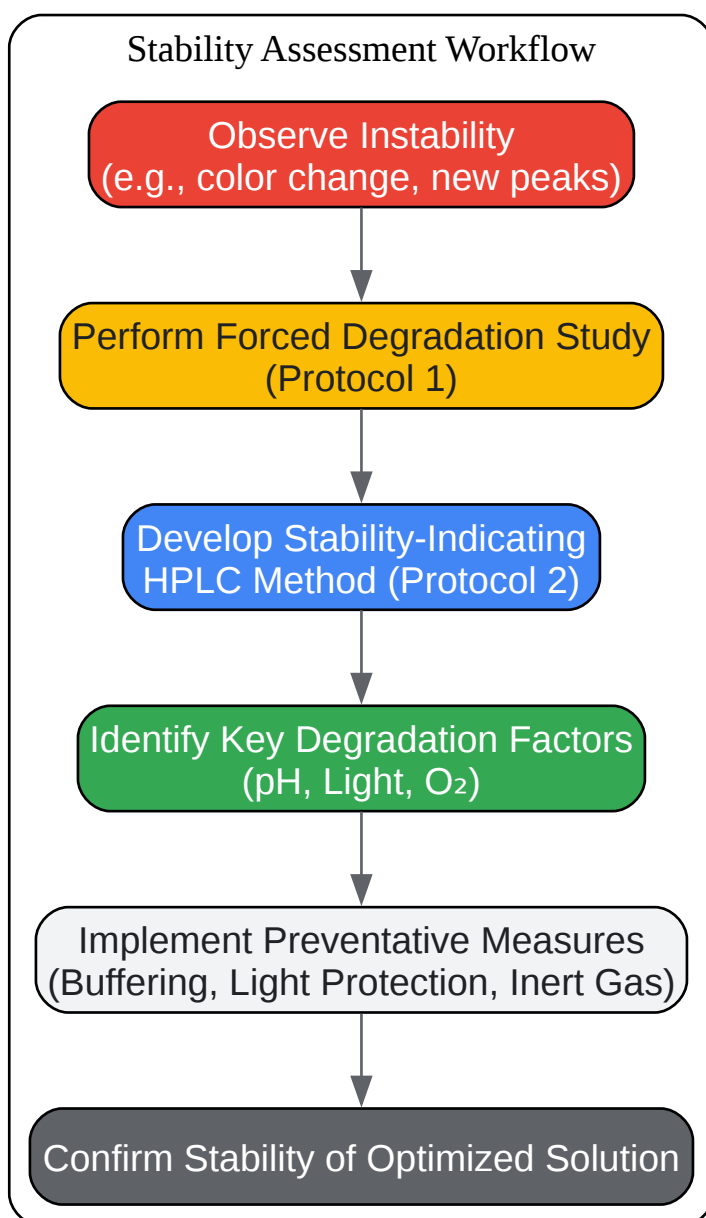 Stability Assessment Workflow
Observe Instability
(e.g., color change, new peaks)
Perform Forced Degradation Study
(Protocol 1)
Develop Stability-Indicating
HPLC Method (Protocol 2)
Identify Key Degradation Factors
(pH, Light, O₂)
Implement Preventative Measures
(Buffering, Light Protection, Inert Gas)
Confirm Stability of Optimized Solution